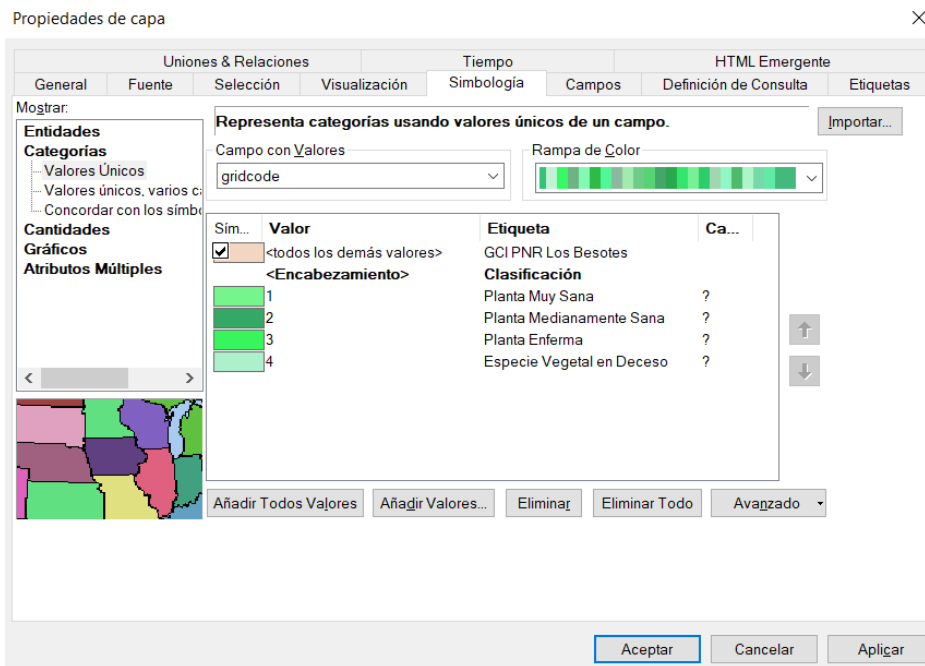 Propiedades de capa
Uniones & Relaciones Tiempo HTML Emergente
General Fuente Selección Visualización Simbología Campos Definición de Consulta Etiquetas
Mostrar:
Entidades
Categorías
Valores Únicos
Valores únicos, varios ca
Concordar con los símbo
Cantidades
Gráficos
Atributos Múltiples
Representa categorías usando valores únicos de un campo.
Importar...
Campo con Valores
gridcode
Rampa de Color
Sím... Valor Etiqueta Ca...
<todos los demás valores> GCI PNR Los Besotes
<Encabezamiento> Clasificación
1 Planta Muy Sana ?
2 Planta Medianamente Sana ?
3 Planta Enferma ?
4 Especie Vegetal en Deceso ?
Añadir Todos Valores Añadir Valores... Eliminar Eliminar Todo Avanzado
Aceptar Cancelar Aplicar